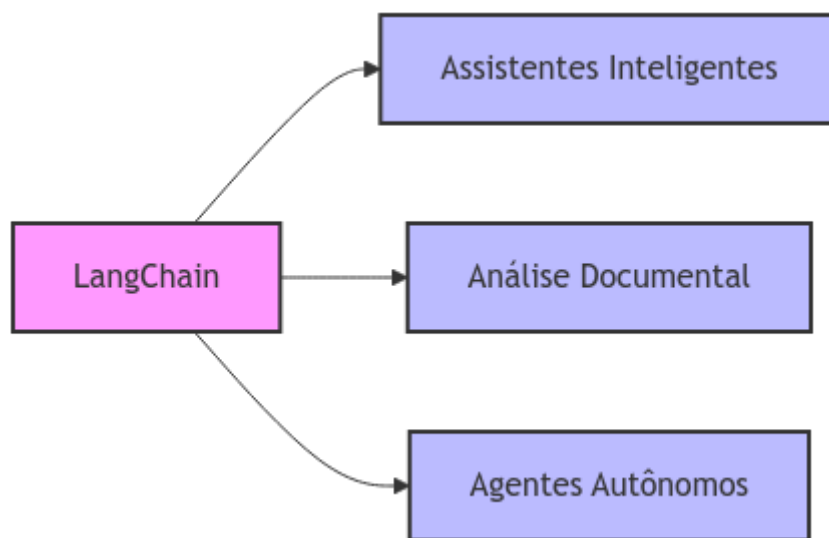 Assistentes Inteligentes
LangChain
Análise Documental
Agentes Autônomos